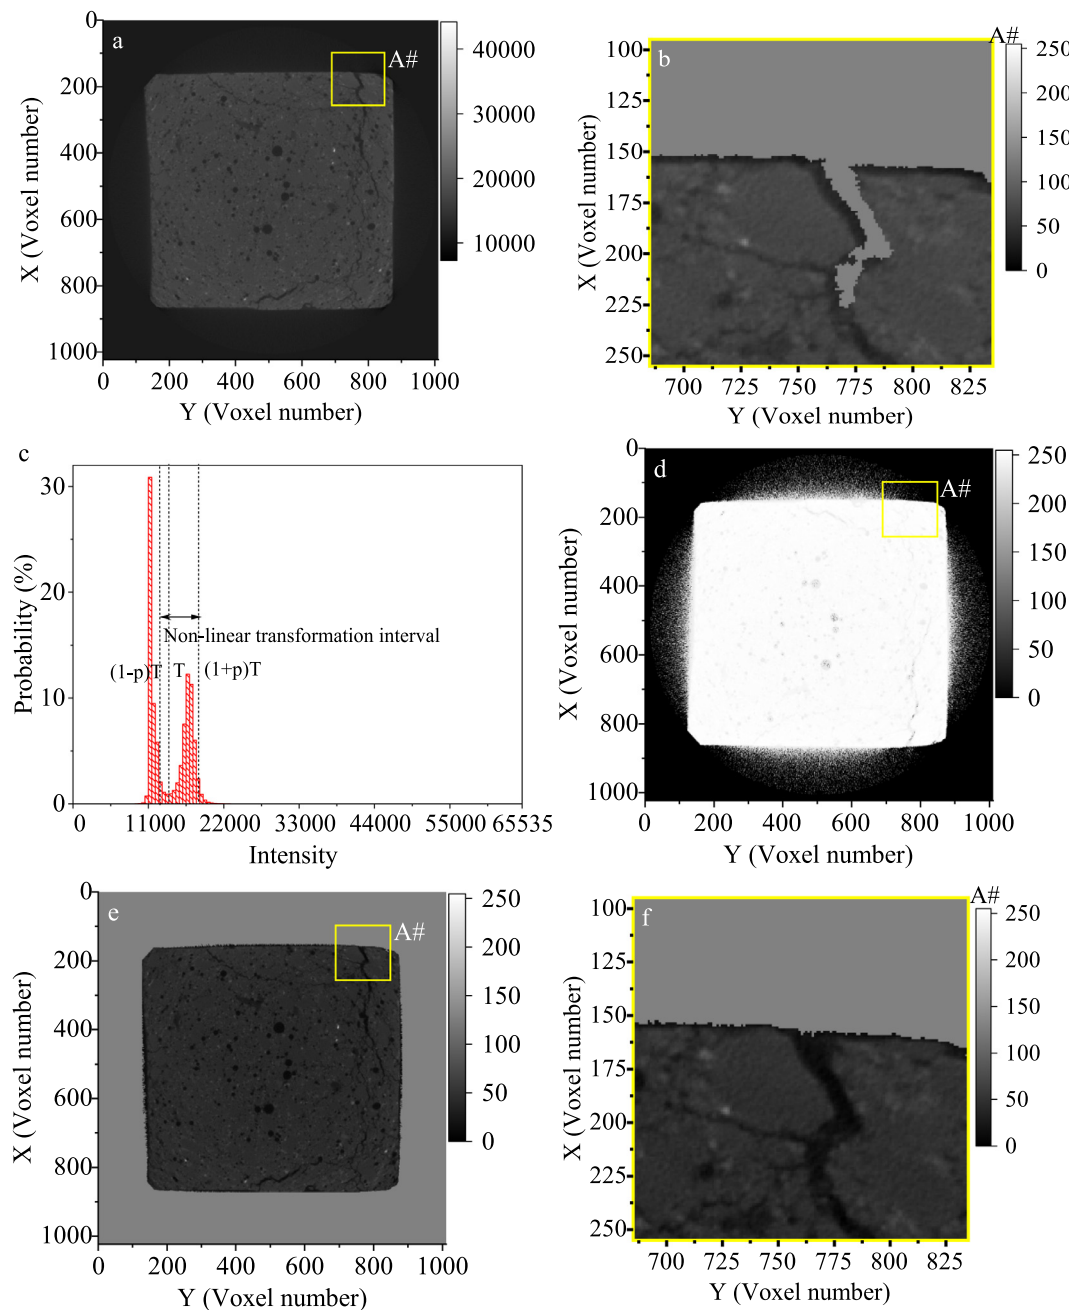 a
A#
0
200
400
600
800
1000
X (Voxel number)
0 200 400 600 800 1000
Y (Voxel number)
40000
30000
20000
10000
b
A#
100
125
150
175
200
225
250
X (Voxel number)
700 725 750 775 800 825
Y (Voxel number)
250
200
150
100
50
0
c
30
20
10
0
Probability (%)
Non-linear transformation interval
(1-p)T T (1+p)T
0 11000 22000 33000 44000 55000 65535
Intensity
d
A#
0
200
400
600
800
1000
X (Voxel number)
0 200 400 600 800 1000
Y (Voxel number)
250
200
150
100
50
0
e
A#
0
200
400
600
800
1000
X (Voxel number)
0 200 400 600 800 1000
Y (Voxel number)
250
200
150
100
50
0
f
A#
100
125
150
175
200
225
250
X (Voxel number)
700 725 750 775 800 825
Y (Voxel number)
250
200
150
100
50
0